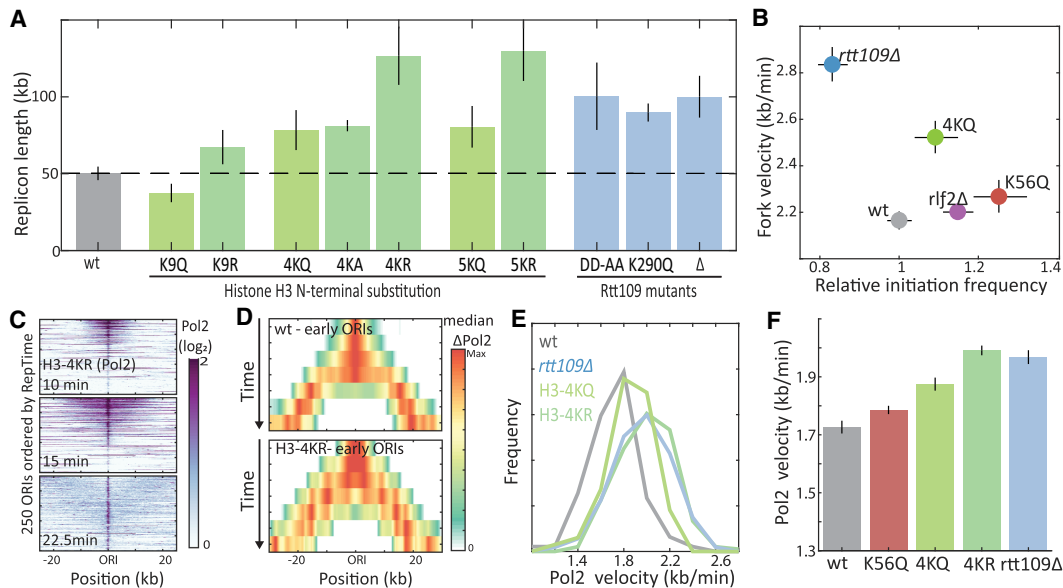 A
Replicon length (kb)
100
50
0
wt
K9Q
K9R
4KQ
4KA
4KR
5KQ
5KR
DD-AA
K290Q
Δ
Histone H3 N-terminal substitution
Rtt109 mutants
B
Fork velocity (kb/min)
2.8
2.6
2.4
2.2
rtt109Δ
4KQ
K56Q
rlf2Δ
wt
0.8
1
1.2
1.4
Relative initiation frequency
C
250 ORIs ordered by RepTime
H3-4KR (Pol2)
10 min
15 min
22.5min
Pol2
(log₂)
2
0
-20
ORI
20
Position (kb)
D
wt - early ORIs
Time
H3-4KR- early ORIs
Time
median
ΔPol2
Max
0
-20
ORI
20
Position (kb)
E
Frequency
wt
rtt109Δ
H3-4KQ
H3-4KR
1.4
1.8
2.2
2.6
Pol2 velocity (kb/min)
F
Pol2 velocity (kb/min)
1.9
1.7
1.5
1.3
wt
K56Q
4KQ
4KR
rtt109Δ